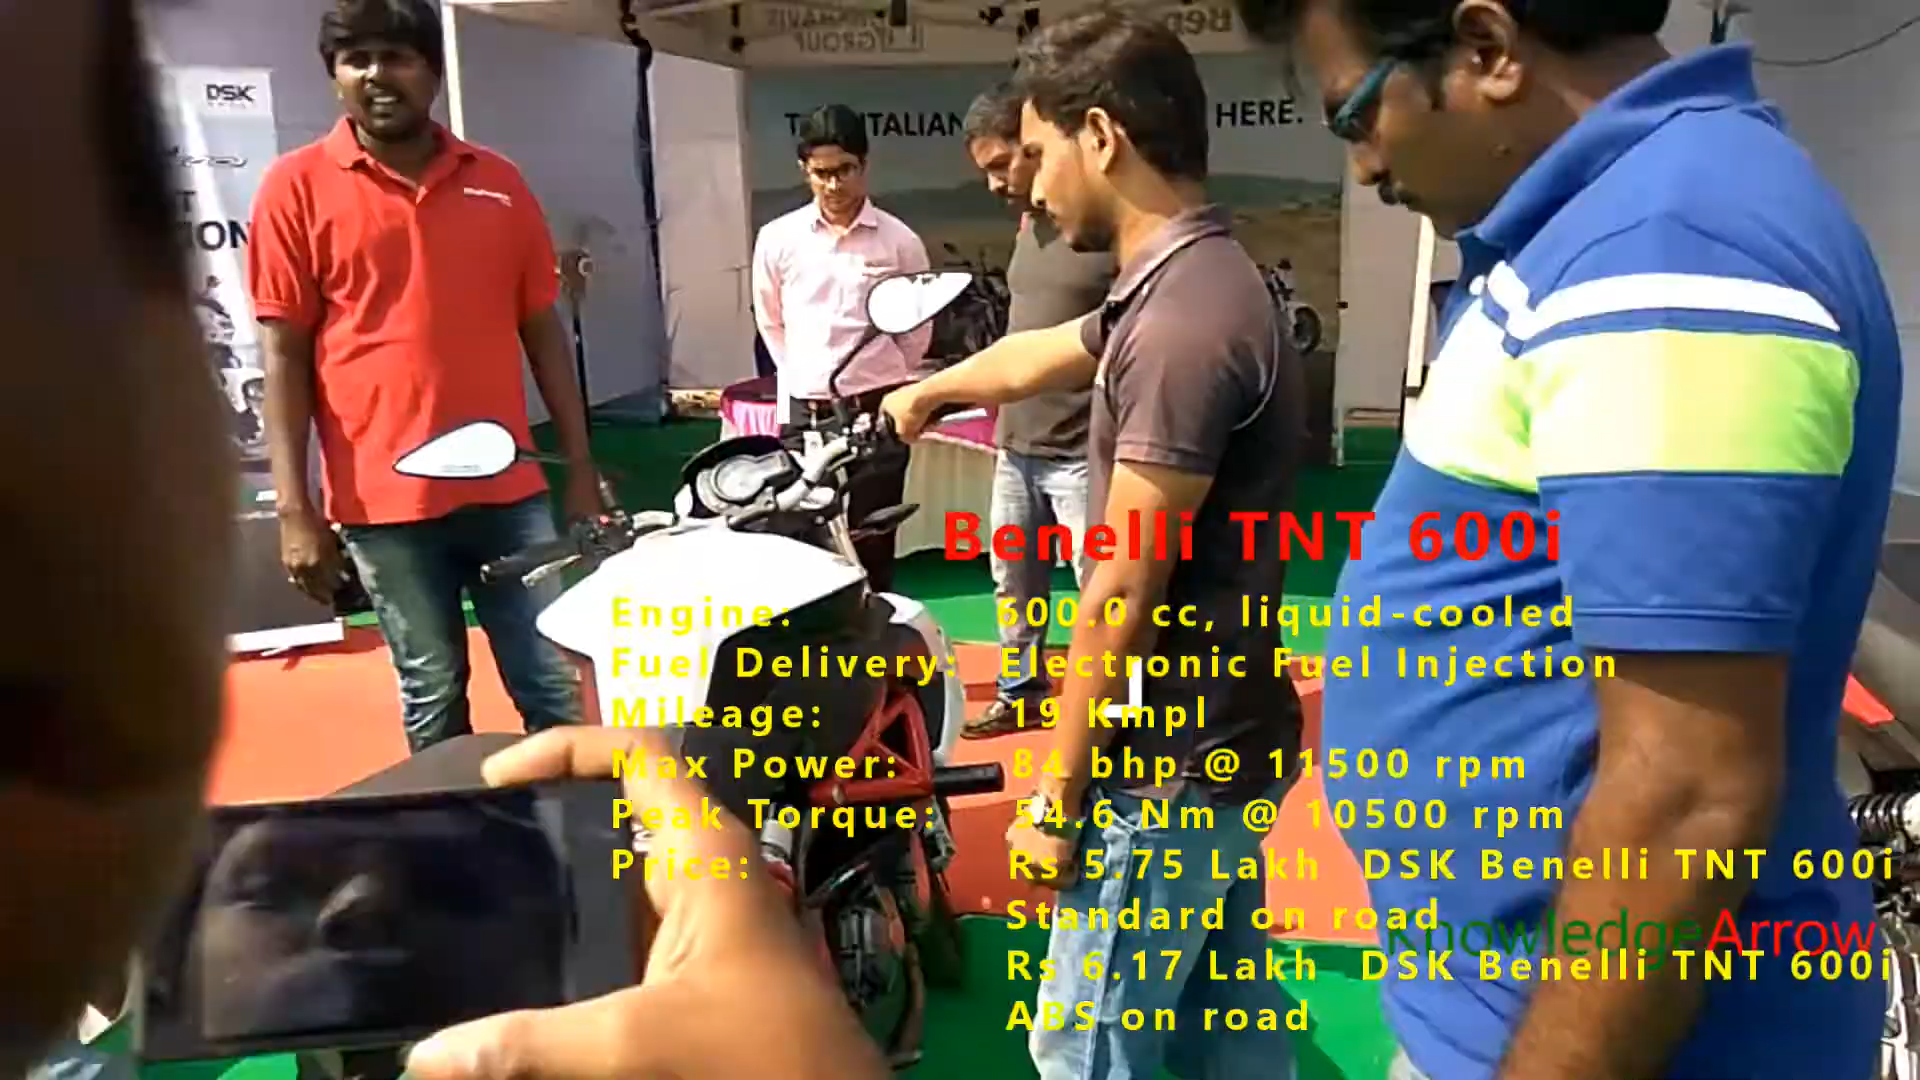 DSK
T
ION
GROUP
T ITALIAN HERE.
Benelli TNT 600i
Engine: 600.0 cc, liquid-cooled
Fuel Delivery: Electronic Fuel Injection
Mileage: 19 Kmpl
Max Power: 84 bhp @ 11500 rpm
Peak Torque: 54.6 Nm @ 10500 rpm
Price: Rs 5.75 Lakh DSK Benelli TNT 600i
Standard on road
KnowledgeArrow
Rs 6.17 Lakh DSK Benelli TNT 600i
ABS on road